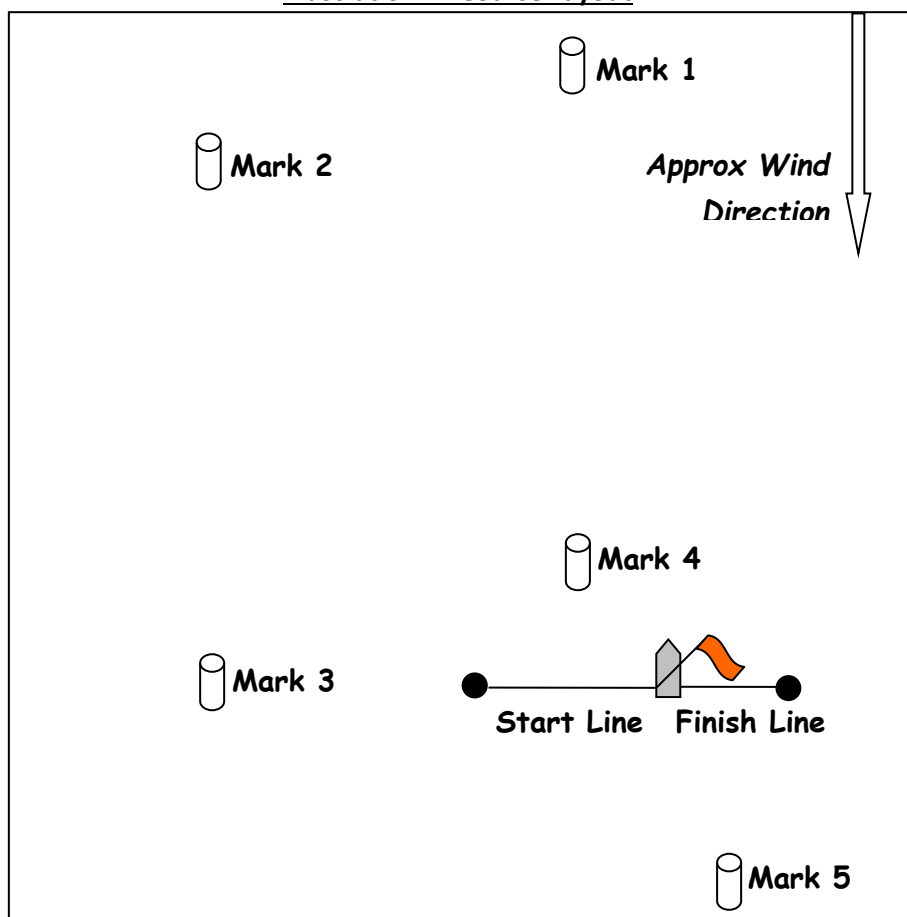 Mark 1
Mark 2
Approx Wind
Direction
Mark 4
Mark 3
Start Line
Finish Line
Mark 5